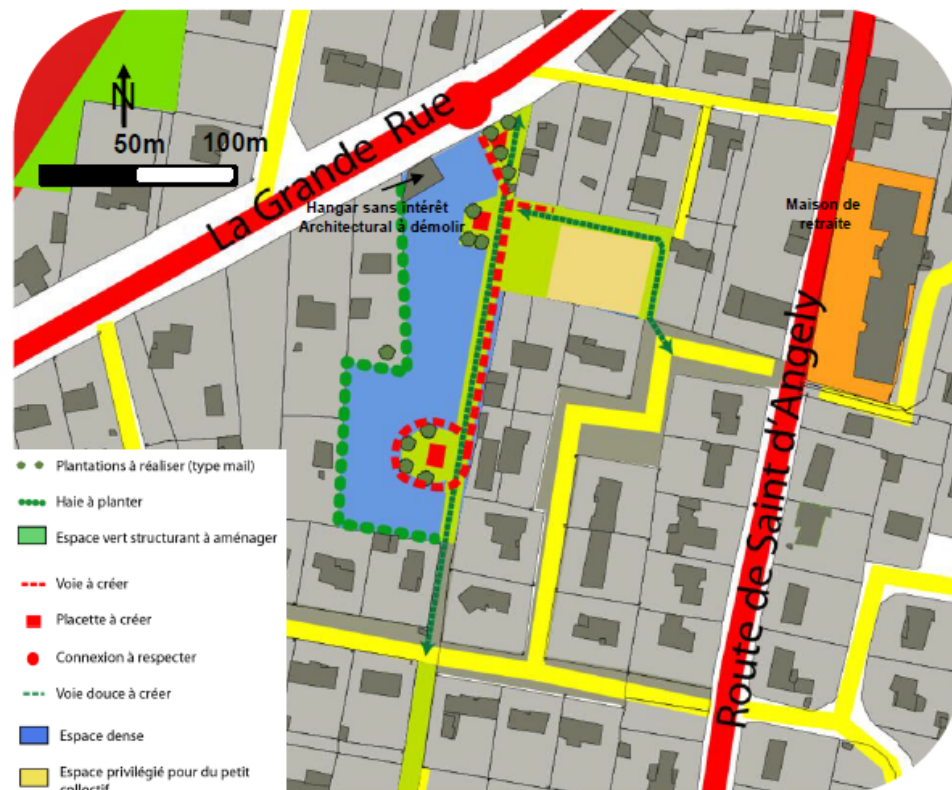 N
50m 100m
La Grande Rue
Hangar sans intérêt
Architectural à démolir
Maison de
retraite
Route de Saint d'Angely
Plantations à réaliser (type mail)
Haie à planter
Espace vert structurant à aménager
Voie à créer
Placette à créer
Connexion à respecter
Voie douce à créer
Espace dense
Espace privilégié pour du petit
collectif